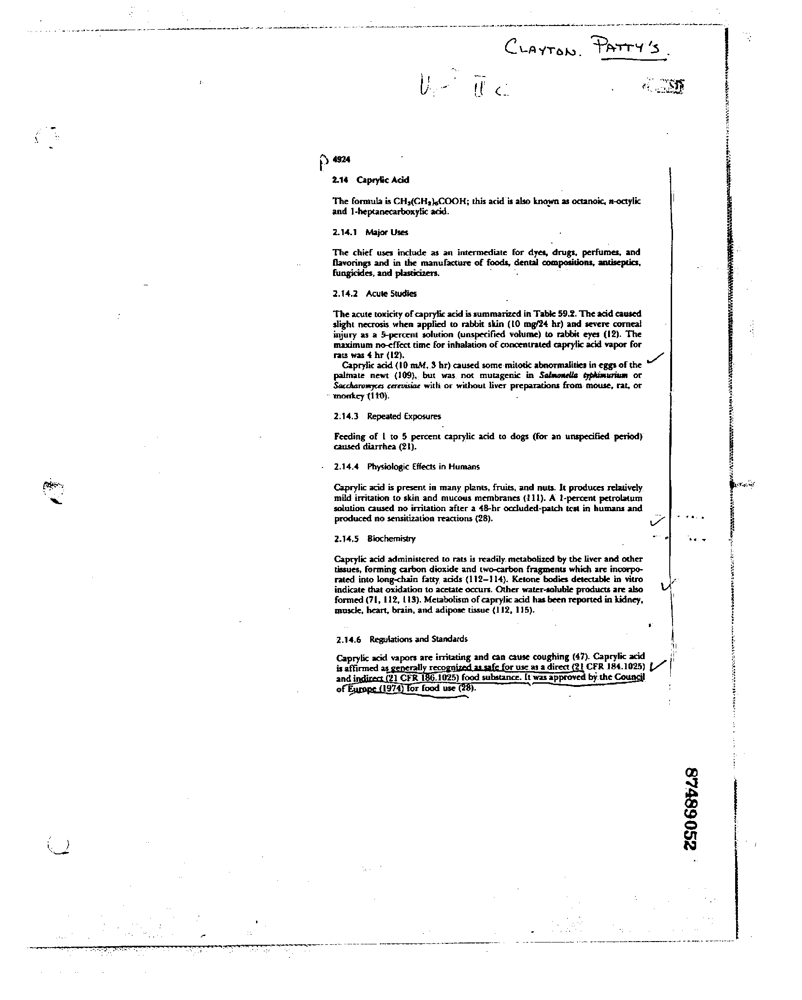 CLAYTON. PATTY'S.
II C
p 4924
2.14 Caprylic Acid
The formula is CH₃(CH₂)₆COOH; this acid is also known as octanoic, n-octylic
and 1-heptanecarboxylic acid.
2.14.1 Major Uses
The chief uses include as an intermediate for dyes, drugs, perfumes, and
flavorings and in the manufacture of foods, dental compositions, antiseptics,
fungicides, and plasticizers.
2.14.2 Acute Studies
The acute toxicity of caprylic acid is summarized in Table 59.2. The acid caused
slight necrosis when applied to rabbit skin (10 mg/24 hr) and severe corneal
injury as a 5-percent solution (unspecified volume) to rabbit eyes (12). The
maximum no-effect time for inhalation of concentrated caprylic acid vapor for
rats was 4 hr (12).
Caprylic acid (10 mM, 3 hr) caused some mitotic abnormalities in eggs of the
palmate newt (109), but was not mutagenic in Salmonella typhimurium or
Saccharomyces cerevisiae with or without liver preparations from mouse, rat, or
monkey (110).
2.14.3 Repeated Exposures
Feeding of 1 to 5 percent caprylic acid to dogs (for an unspecified period)
caused diarrhea (21).
2.14.4 Physiologic Effects in Humans
Caprylic acid is present in many plants, fruits, and nuts. It produces relatively
mild irritation to skin and mucous membranes (111). A 1-percent petrolatum
solution caused no irritation after a 48-hr occluded-patch test in humans and
produced no sensitization reactions (28).
2.14.5 Biochemistry
Caprylic acid administered to rats is readily metabolized by the liver and other
tissues, forming carbon dioxide and two-carbon fragments which are incorpo-
rated into long-chain fatty acids (112–114). Ketone bodies detectable in vitro
indicate that oxidation to acetate occurs. Other water-soluble products are also
formed (71, 112, 113). Metabolism of caprylic acid has been reported in kidney,
muscle, heart, brain, and adipose tissue (112, 115).
2.14.6 Regulations and Standards
Caprylic acid vapors are irritating and can cause coughing (47). Caprylic acid
is affirmed as generally recognized as safe for use as a direct (21 CFR 184.1025)
and indirect (21 CFR 186.1025) food substance. It was approved by the Council
of Europe (1974) for food use (28).
87489052